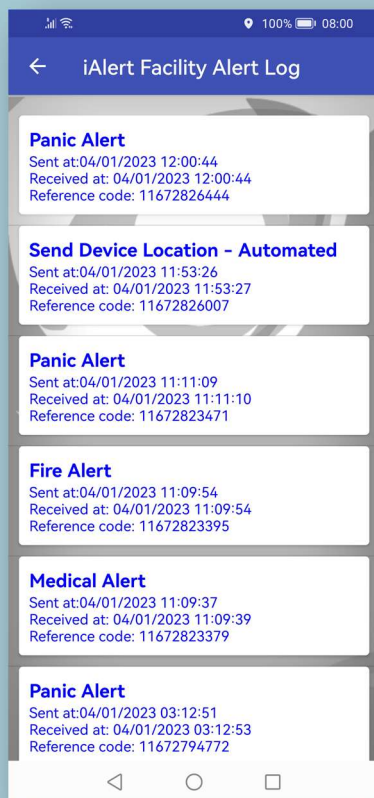 100% 08:00
iAlert Facility Alert Log
Panic Alert
Sent at:04/01/2023 12:00:44
Received at: 04/01/2023 12:00:44
Reference code: 11672826444
Send Device Location - Automated
Sent at:04/01/2023 11:53:26
Received at: 04/01/2023 11:53:27
Reference code: 11672826007
Panic Alert
Sent at:04/01/2023 11:11:09
Received at: 04/01/2023 11:11:10
Reference code: 11672823471
Fire Alert
Sent at:04/01/2023 11:09:54
Received at: 04/01/2023 11:09:54
Reference code: 11672823395
Medical Alert
Sent at:04/01/2023 11:09:37
Received at: 04/01/2023 11:09:39
Reference code: 11672823379
Panic Alert
Sent at:04/01/2023 03:12:51
Received at: 04/01/2023 03:12:53
Reference code: 11672794772